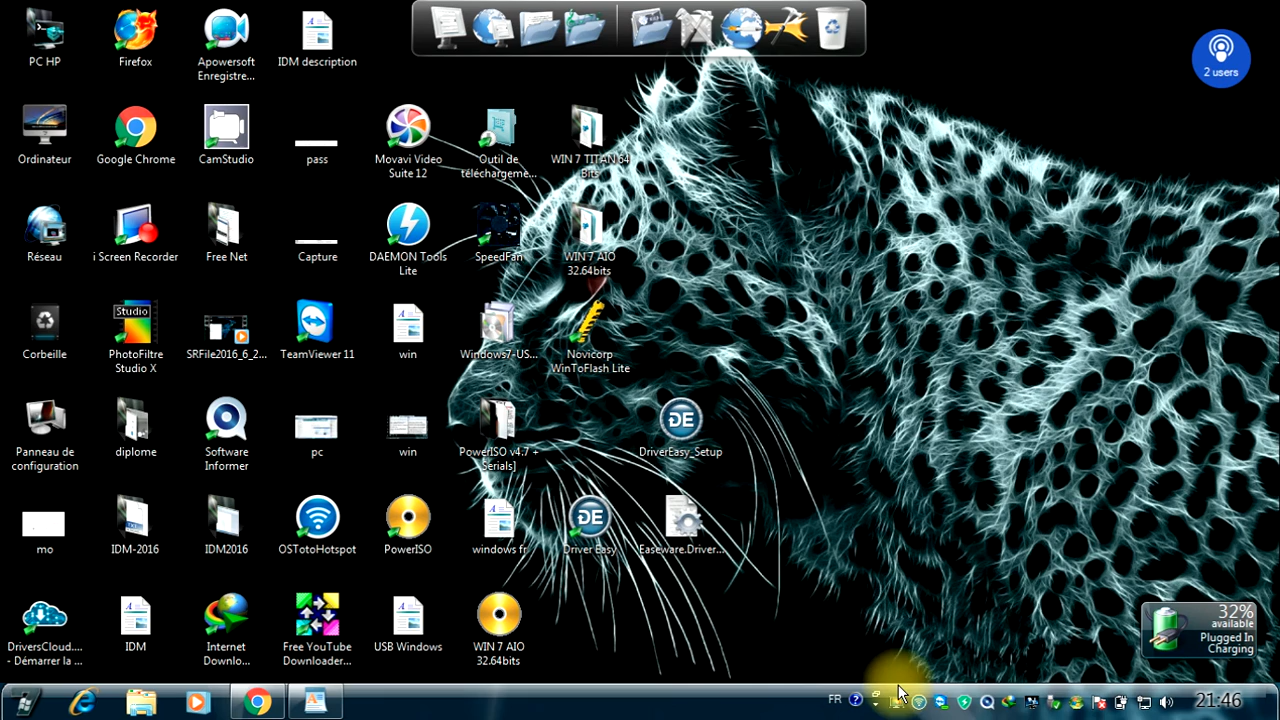 2 users
PC HP
Firefox
Apowersoft
Enregistre...
IDM description
Ordinateur
Google Chrome
CamStudio
pass
Movavi Video
Suite 12
Outil de
téléchargeme...
WIN 7 TITAN 64
Bits
Réseau
i Screen Recorder
Free Net
Capture
DAEMON Tools
Lite
SpeedFan
WIN 7 AIO
32.64bits
Studio
Corbeille
PhotoFiltre
Studio X
SRFile2016_6_2...
TeamViewer 11
win
Windows7-US...
Novicorp
WinToFlash Lite
Panneau de
configuration
diplome
Software
Informer
pc
win
PowerISO v4.7 +
Serials]
DE
DriverEasy_Setup
mo
IDM-2016
IDM2016
OSTotoHotspot
PowerISO
windows fr
DE
Driver Easy
Easeware.Driver...
DriversCloud....
- Démarrer la ...
IDM
Internet
Downlo...
Free YouTube
Downloader...
USB Windows
WIN 7 AIO
32.64bits
32%
available
Plugged In
Charging
FR
21:46